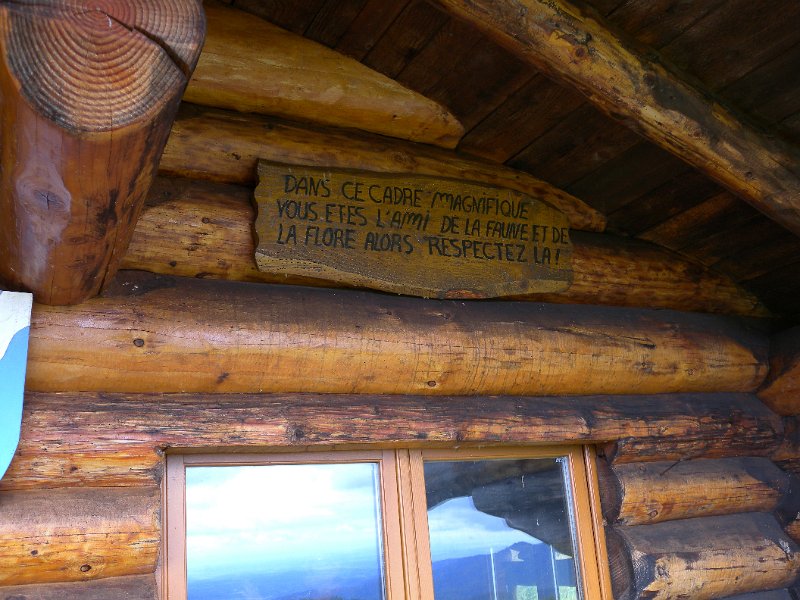 DANS CE CADRE MAGNIFIQUE
VOUS ETES L'AMI DE LA FAUNE ET DE
LA FLORE ALORS RESPECTEZ LA!